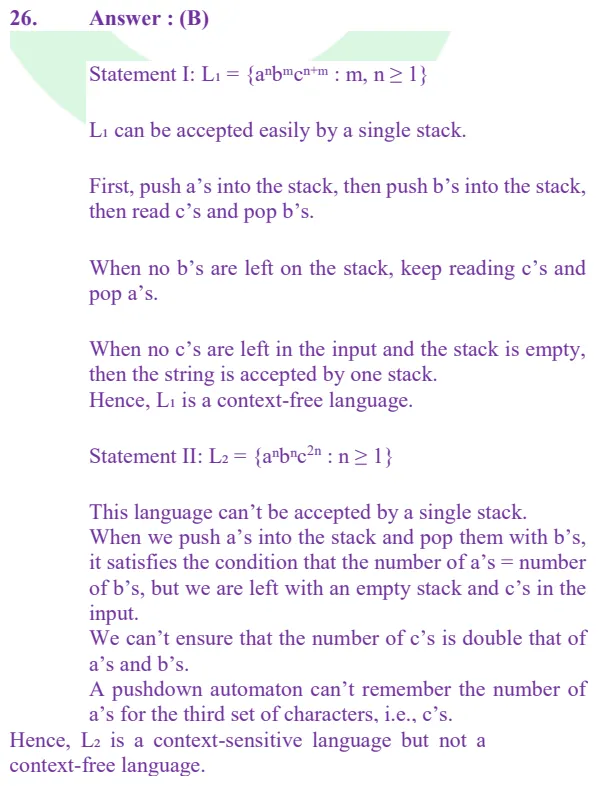 26. Answer : (B)
Statement I: L₁ = {aⁿbᵐcⁿ⁺ᵐ : m, n ≥ 1}
L₁ can be accepted easily by a single stack.
First, push a’s into the stack, then push b’s into the stack,
then read c’s and pop b’s.
When no b’s are left on the stack, keep reading c’s and
pop a’s.
When no c’s are left in the input and the stack is empty,
then the string is accepted by one stack.
Hence, L₁ is a context-free language.
Statement II: L₂ = {aⁿbⁿc²ⁿ : n ≥ 1}
This language can’t be accepted by a single stack.
When we push a’s into the stack and pop them with b’s,
it satisfies the condition that the number of a’s = number
of b’s, but we are left with an empty stack and c’s in the
input.
We can’t ensure that the number of c’s is double that of
a’s and b’s.
A pushdown automaton can’t remember the number of
a’s for the third set of characters, i.e., c’s.
Hence, L₂ is a context-sensitive language but not a
context-free language.